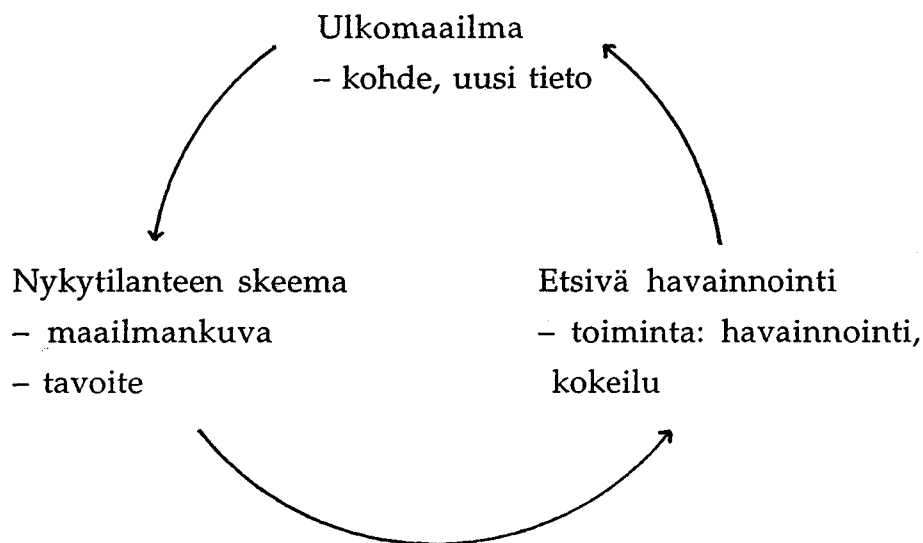 Ulkomaailma
– kohde, uusi tieto
Nykytilanteen skeema
– maailmankuva
– tavoite
Etsivä havainnointi
– toiminta: havainnointi,
kokeilu